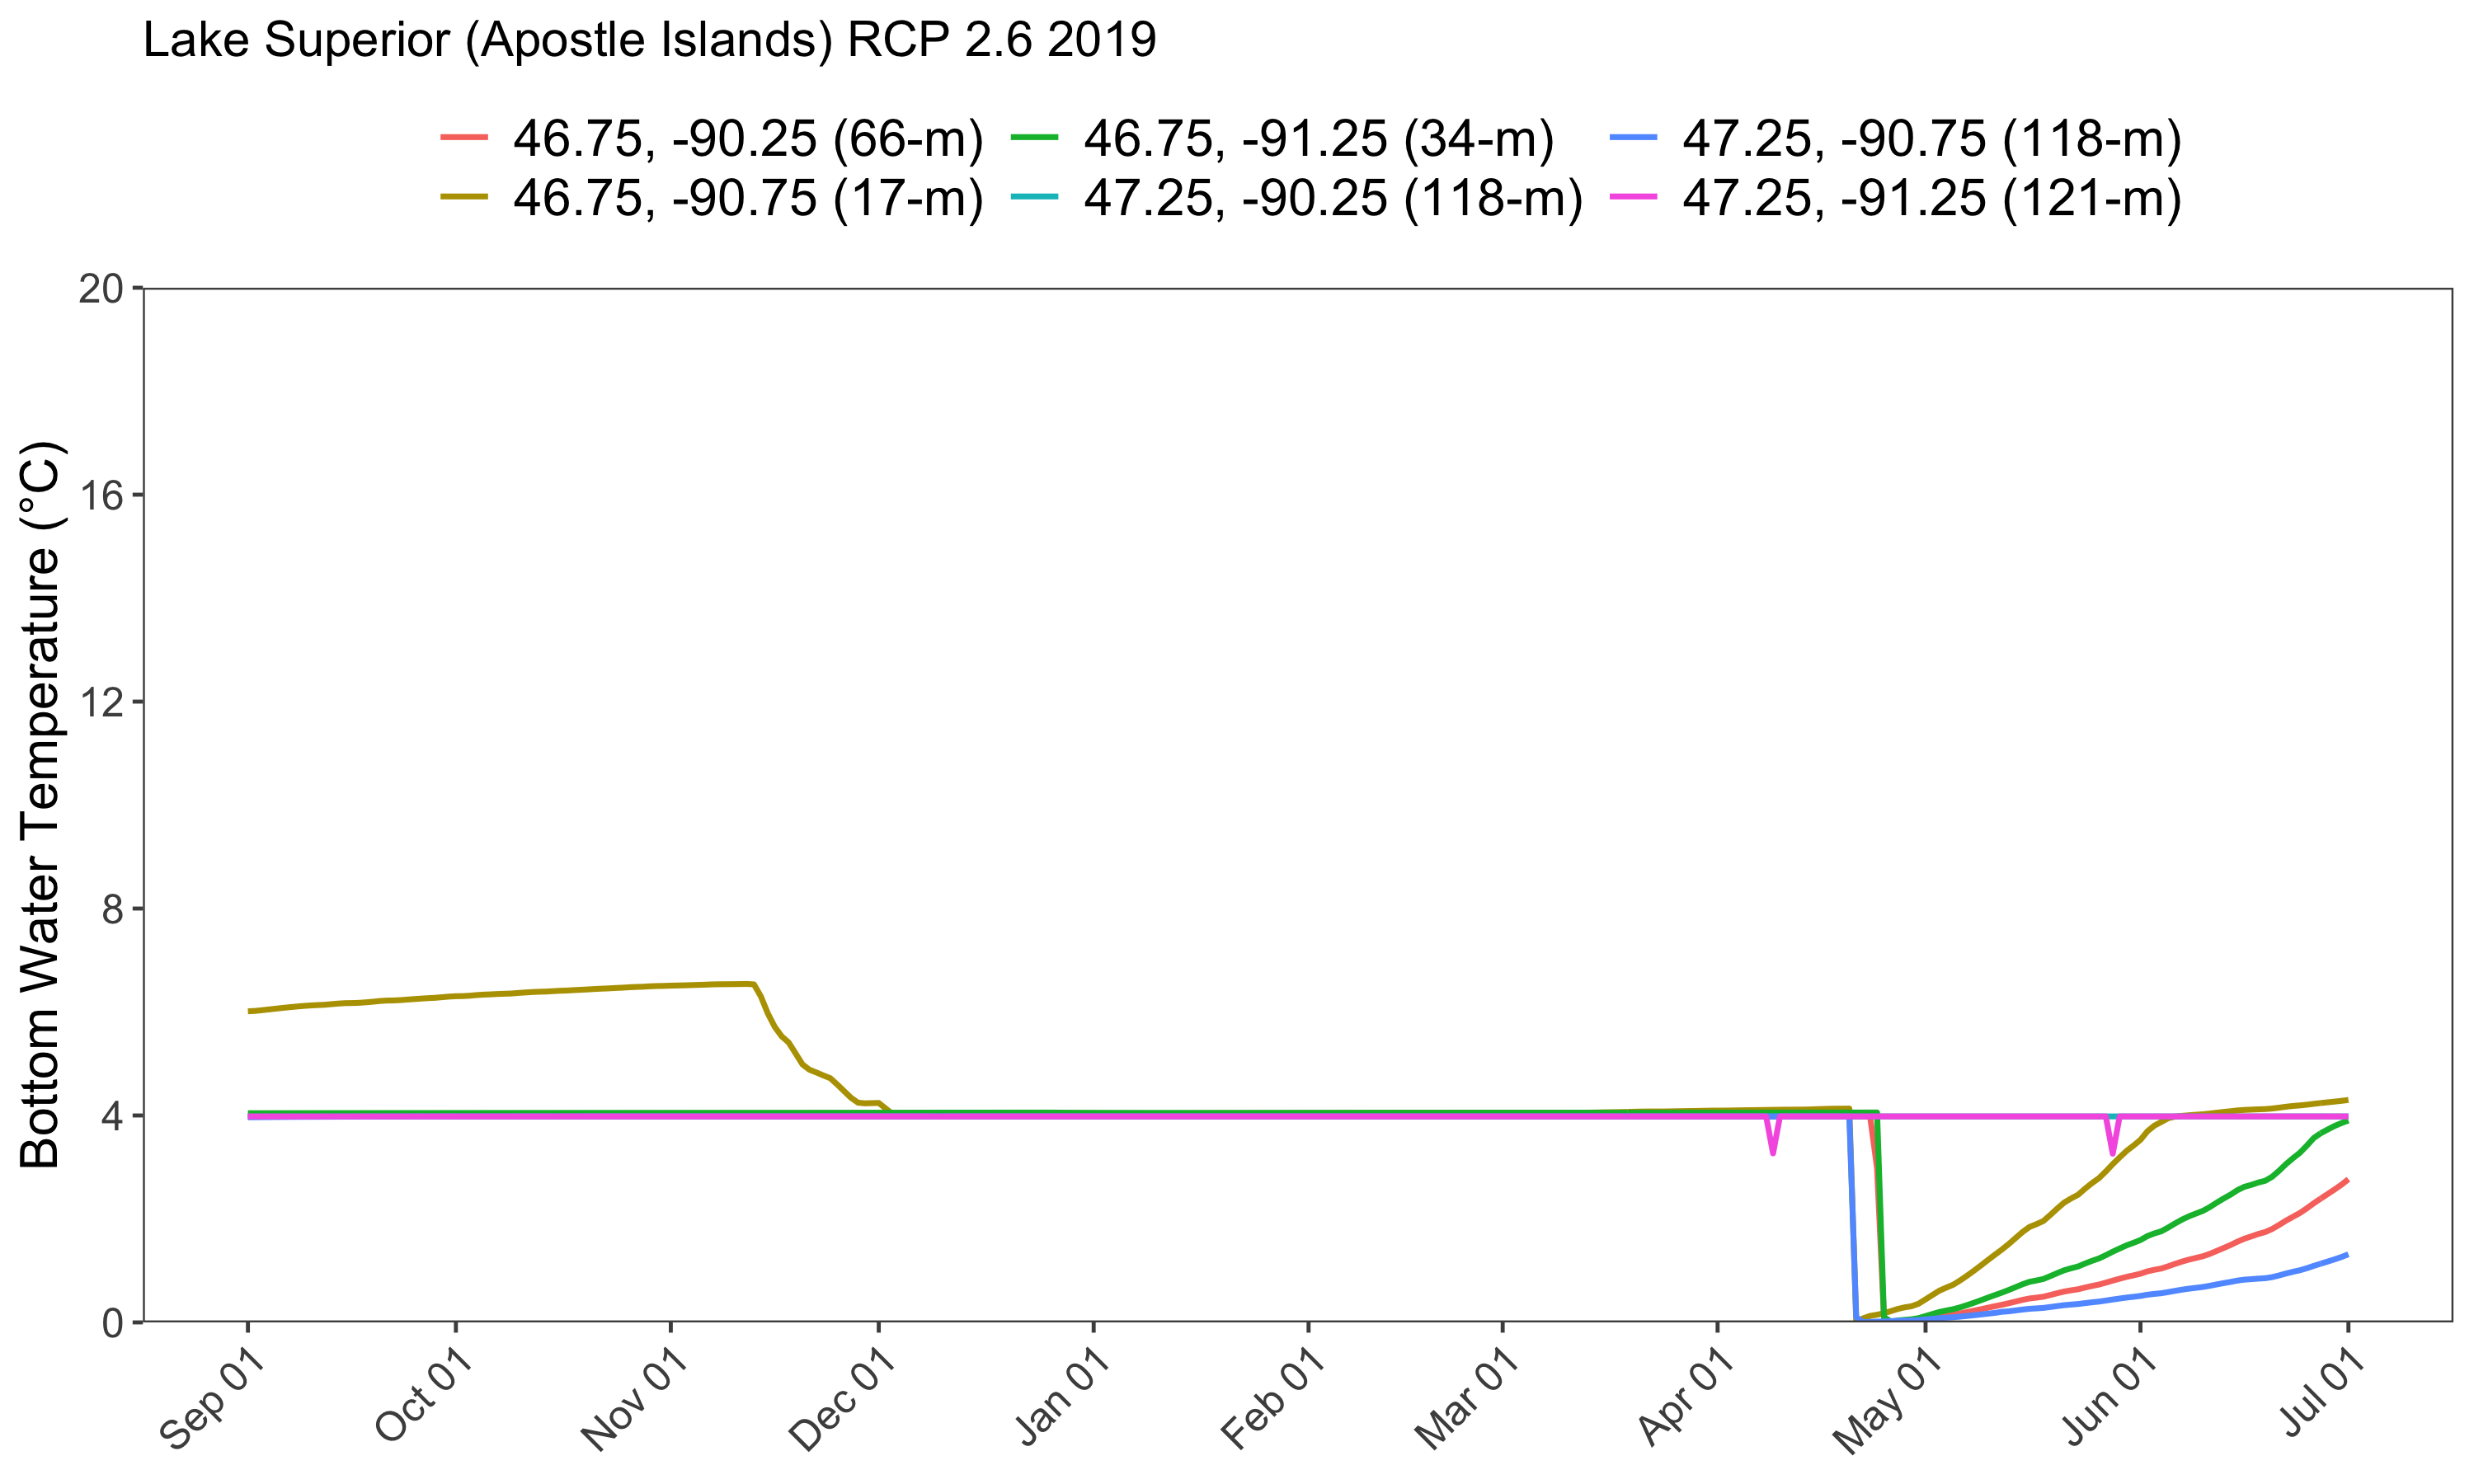 Lake Superior (Apostle Islands) RCP 2.6 2019
46.75, -90.25 (66-m) 46.75, -91.25 (34-m) 47.25, -90.75 (118-m)
46.75, -90.75 (17-m) 47.25, -90.25 (118-m) 47.25, -91.25 (121-m)
Bottom Water Temperature (°C)
20
16
12
8
4
0
Sep 01 Oct 01 Nov 01 Dec 01 Jan 01 Feb 01 Mar 01 Apr 01 May 01 Jun 01 Jul 01